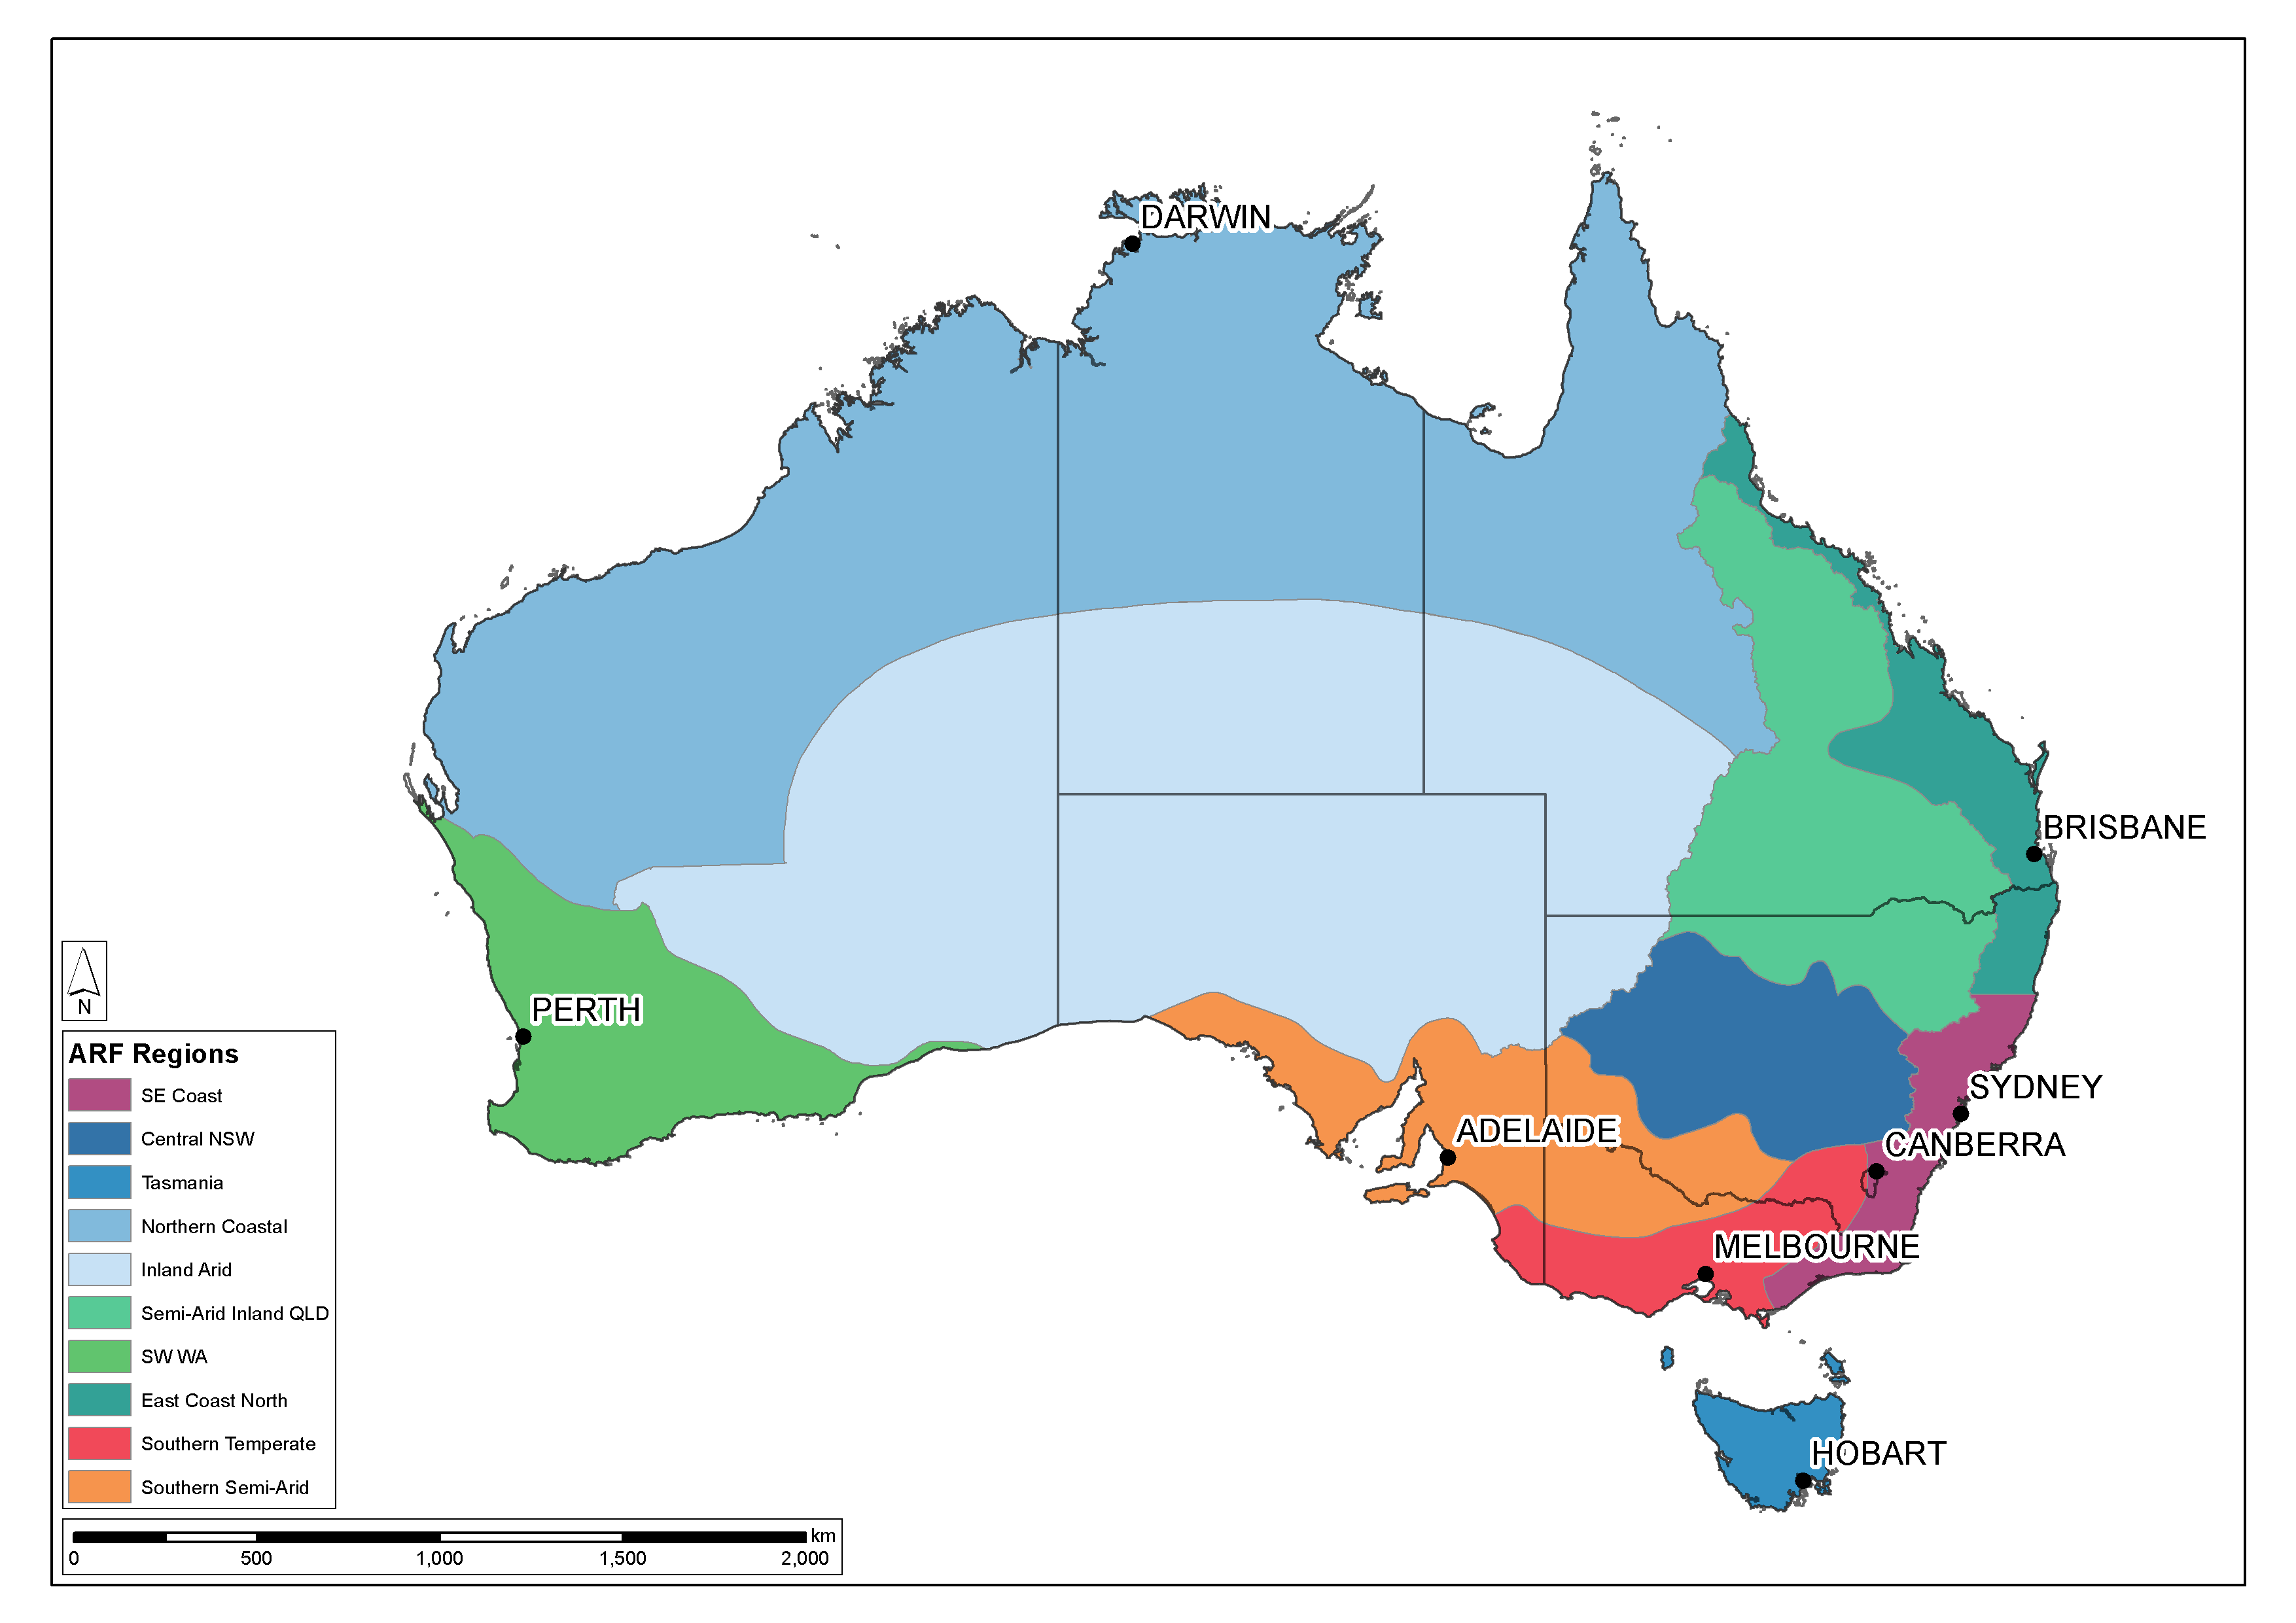 DARWIN
BRISBANE
PERTH
SYDNEY
ADELAIDE
CANBERRA
MELBOURNE
HOBART
N
ARF Regions
SE Coast
Central NSW
Tasmania
Northern Coastal
Inland Arid
Semi-Arid Inland QLD
SW WA
East Coast North
Southern Temperate
Southern Semi-Arid
km
0 500 1,000 1,500 2,000